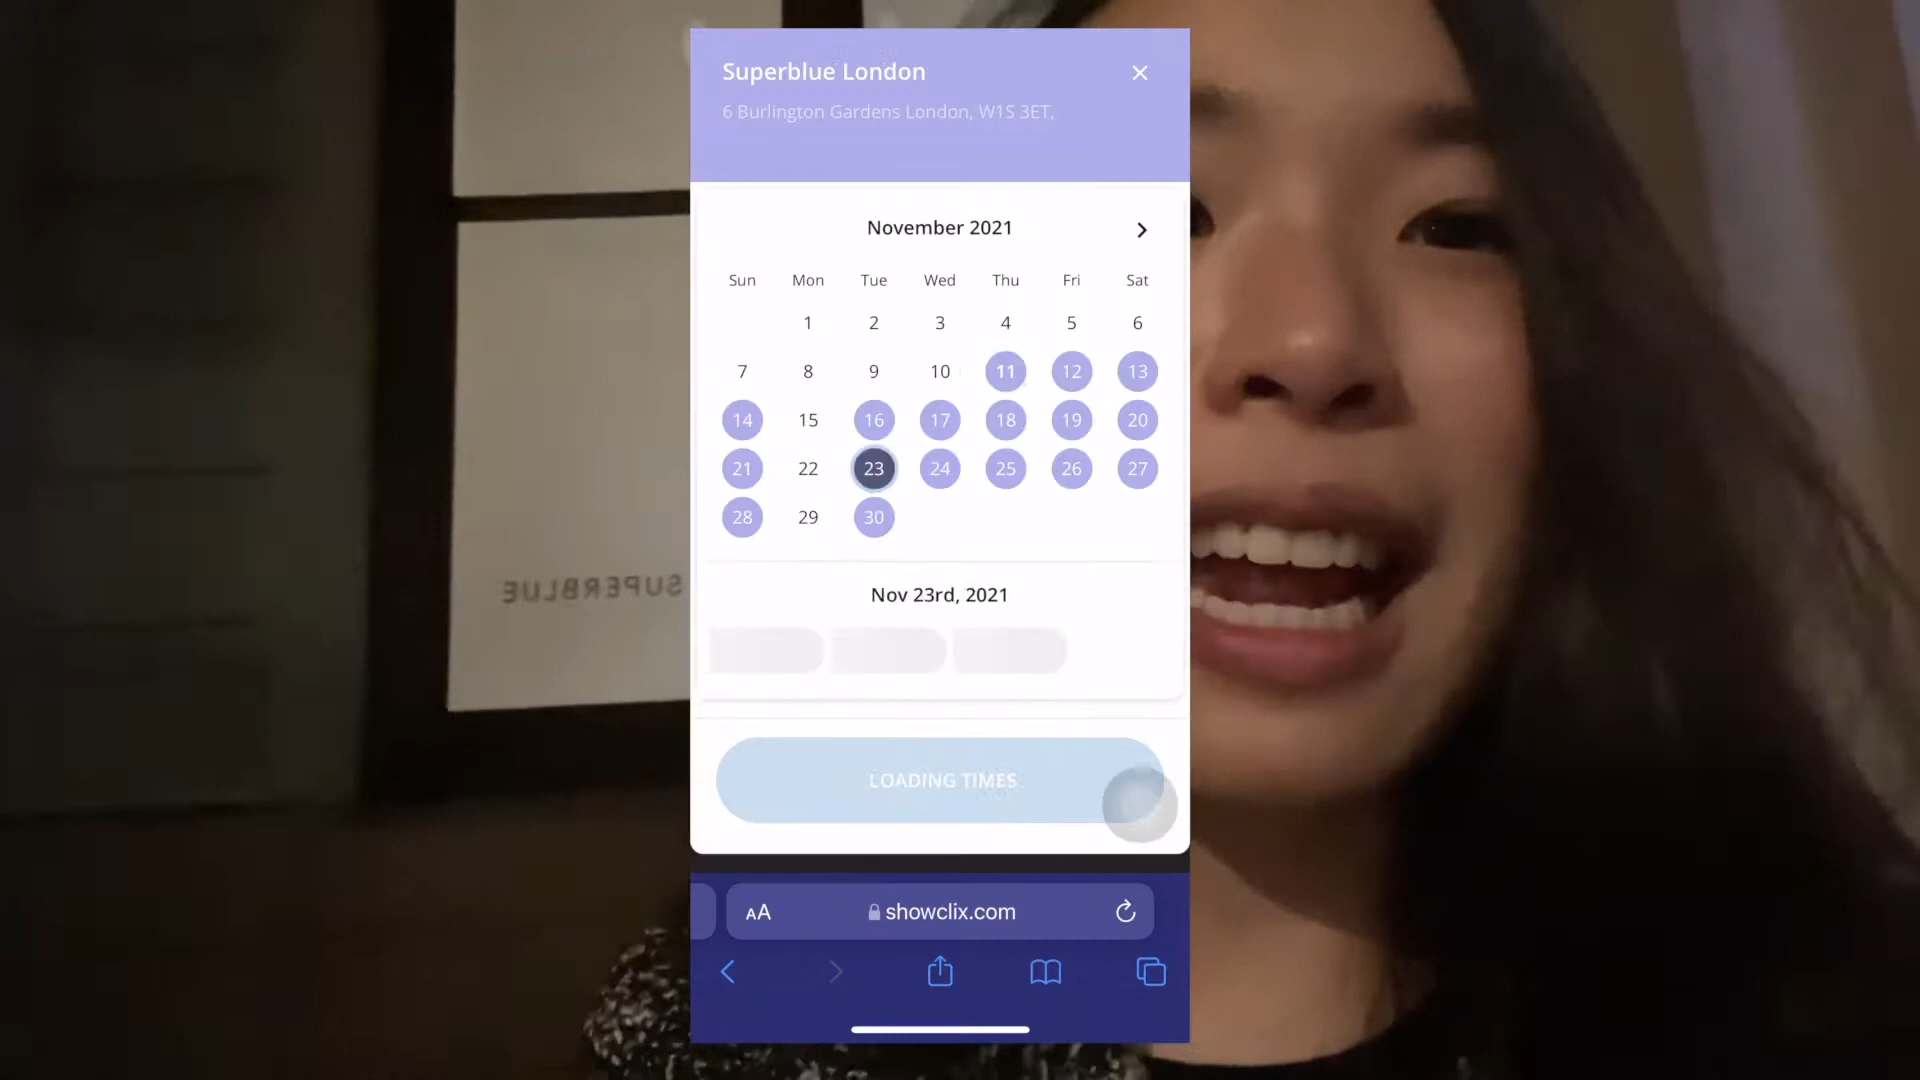 Superblue London
6 Burlington Gardens London, W1S 3ET,
November 2021
Sun Mon Tue Wed Thu Fri Sat
1 2 3 4 5 6
7 8 9 10 11 12 13
14 15 16 17 18 19 20
21 22 23 24 25 26 27
28 29 30
SUPERBLUE
Nov 23rd, 2021
LOADING TIMES
AA showclix.com